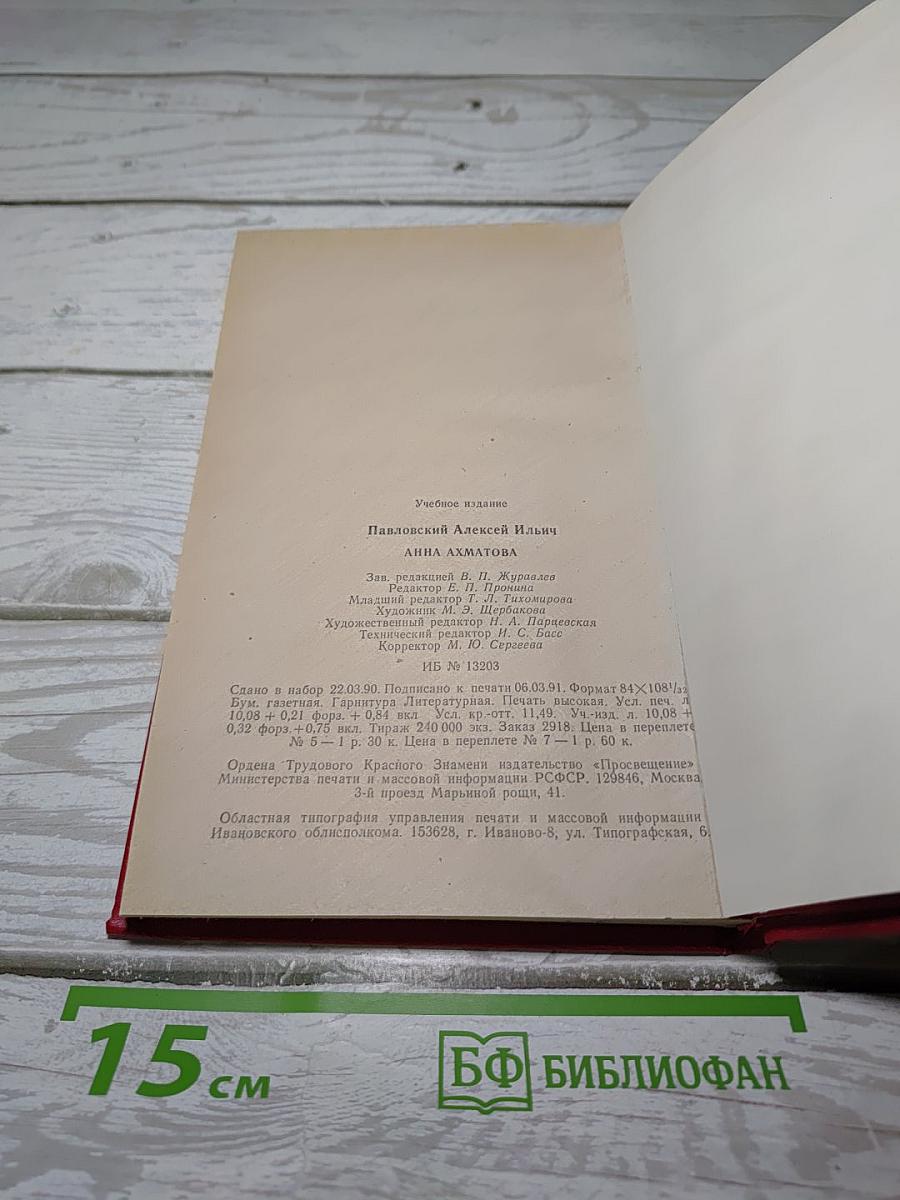 Учебное издание
Павловский Алексей Ильич
АННА АХМАТОВА
Зав. редакцией В. П. Журавлев
Редактор Е. П. Пронина
Младший редактор Т. Л. Тихомирова
Художник М. Э. Щербакова
Художественный редактор Н. А. Парцевская
Технический редактор И. С. Басс
Корректор М. Ю. Сергеева
ИБ № 13203
Сдано в набор 22.03.90. Подписано к печати 06.03.91. Формат 84×108¹/₃₂
Бум. газетная. Гарнитура Литературная. Печать высокая. Усл. печ. л
10,08 + 0,21 форз. + 0,84 вкл Усл. кр.-отт. 11,49. Уч.-изд. л. 10,08 +
0,32 форз.+0,75 вкл. Тираж 240 000 экз. Заказ 2918. Цена в переплете
№ 5 — 1 р. 30 к. Цена в переплете № 7 — 1 р. 60 к.
Ордена Трудового Красного Знамени издательство «Просвещение»
Министерства печати и массовой информации РСФСР. 129846, Москва,
3-й проезд Марьиной рощи, 41.
Областная типография управления печати и массовой информации
Ивановского облисполкома. 153628, г. Иваново-8, ул. Типографская, 6.
15 см
БФ БИБЛИОФАН